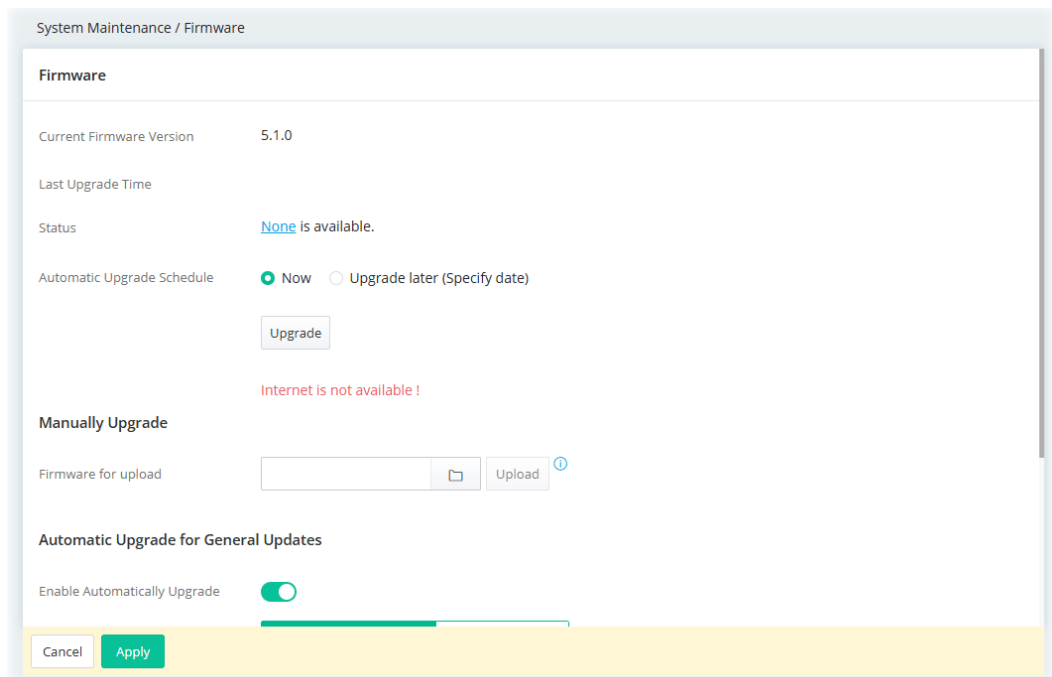 System Maintenance / Firmware
Firmware
Current Firmware Version 5.1.0
Last Upgrade Time
Status None is available.
Automatic Upgrade Schedule Now Upgrade later (Specify date)
Upgrade
Internet is not available !
Manually Upgrade
Firmware for upload Upload
Automatic Upgrade for General Updates
Enable Automatically Upgrade
Cancel Apply